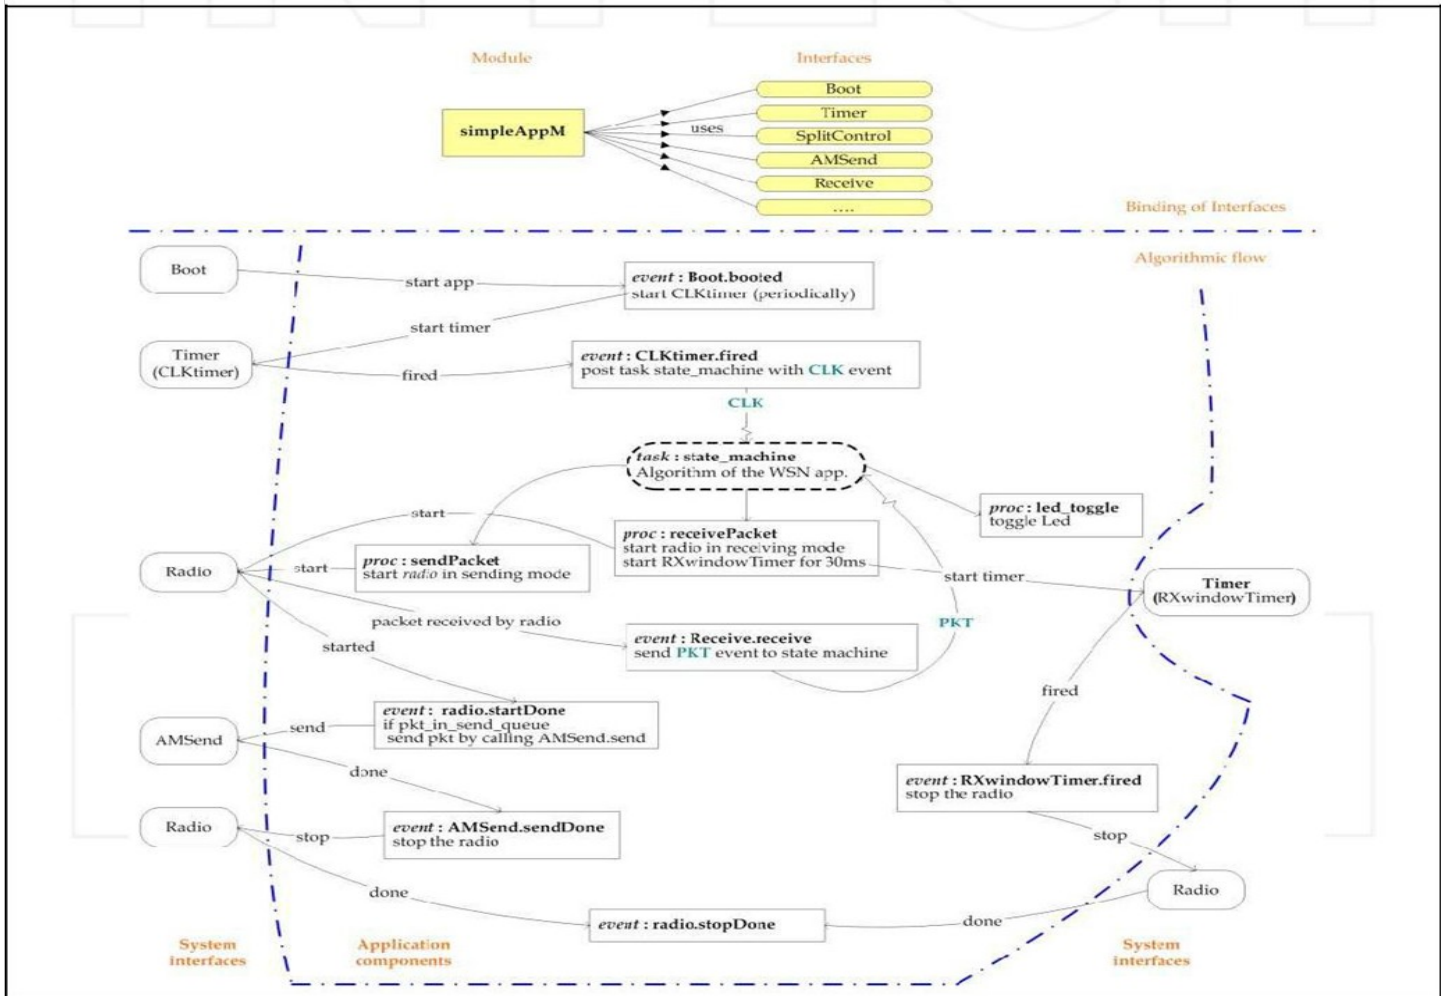 Module
Interfaces
simpleAppM
uses
Boot
Timer
SplitControl
AMSend
Receive
....
Binding of Interfaces
Algorithmic flow
Boot
start app
event : Boot.booted
start CLKtimer (periodically)
start timer
Timer
(CLKtimer)
fired
event : CLKtimer.fired
post task state_machine with CLK event
CLK
task : state_machine
Algorithm of the WSN app.
proc : led_toggle
toggle Led
start
proc : receivePacket
start radio in receiving mode
start RXwindowTimer for 30ms
Radio
start
proc : sendPacket
start radio in sending mode
start timer
Timer
(RXwindowTimer)
packet received by radio
PKT
event : Receive.receive
send PKT event to state machine
started
fired
event : radio.startDone
if pkt_in_send_queue
send pkt by calling AMSend.send
send
AMSend
done
event : RXwindowTimer.fired
stop the radio
Radio
stop
event : AMSend.sendDone
stop the radio
stop
Radio
done
event : radio.stopDone
done
System
interfaces
Application
components
System
interfaces